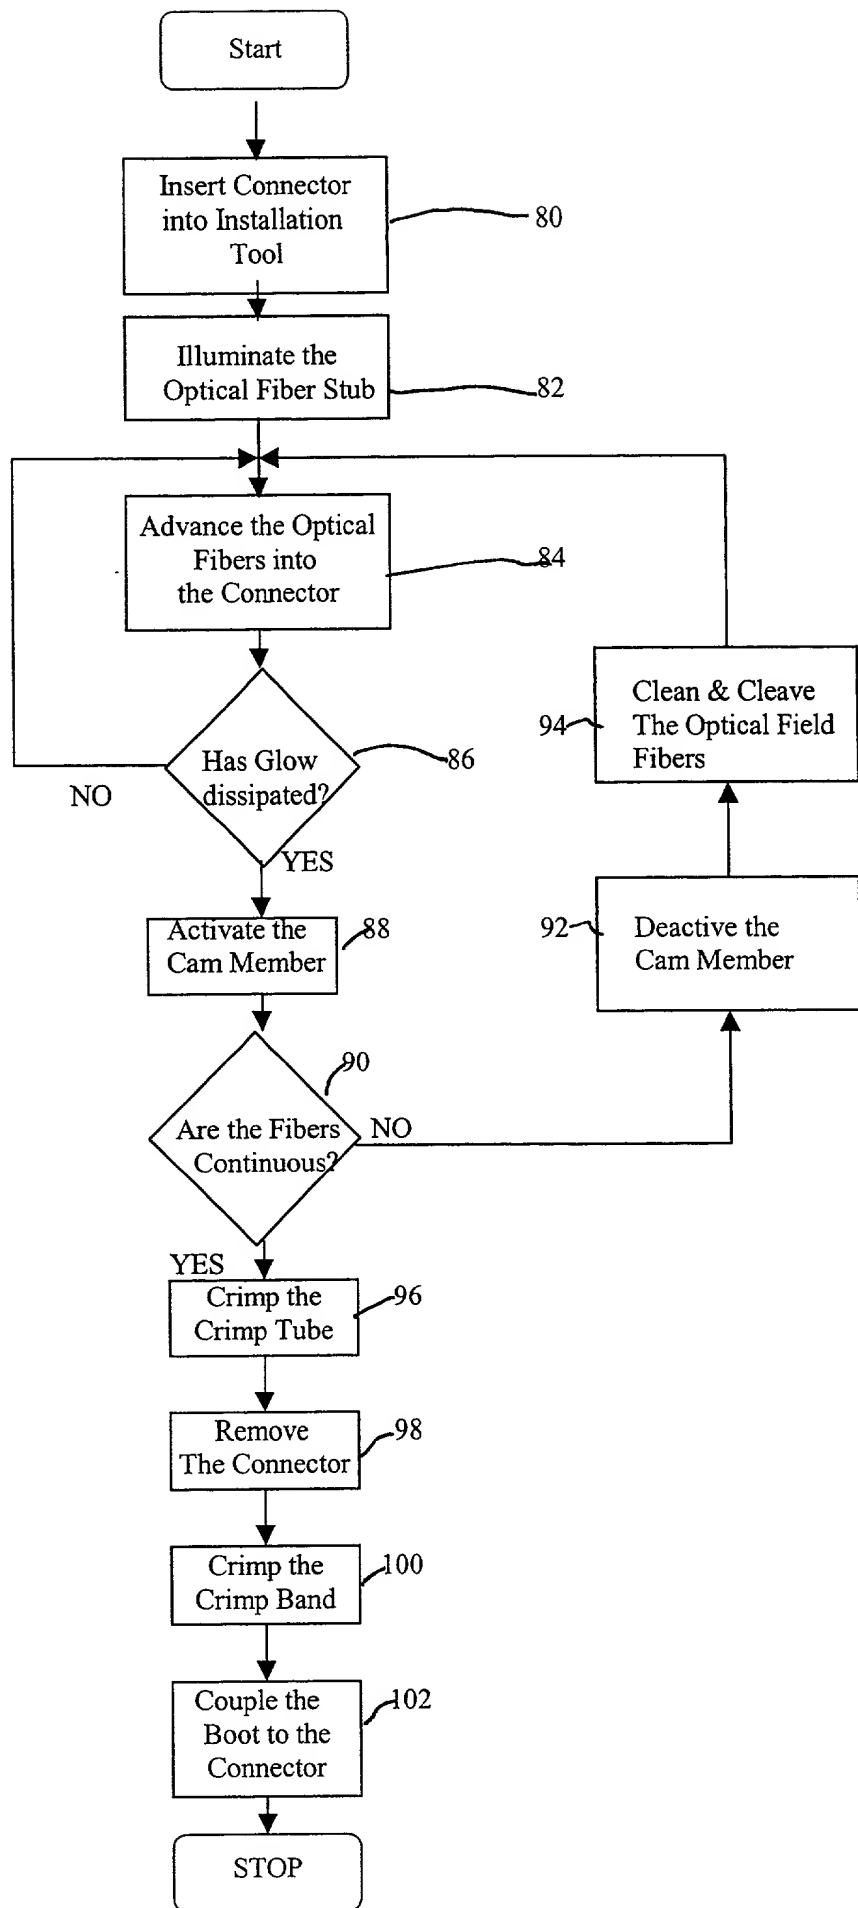 Start
Insert Connector
into Installation
Tool
80
Illuminate the
Optical Fiber Stub
82
Advance the Optical
Fibers into
the Connector
84
Has Glow
dissipated?
86
NO
YES
Clean & Cleave
The Optical Field
Fibers
94
Activate the
Cam Member
88
Deactive the
Cam Member
92
90
Are the Fibers
Continuous?
NO
YES
Crimp the
Crimp Tube
96
Remove
The Connector
98
Crimp the
Crimp Band
100
Couple the
Boot to the
Connector
102
STOP